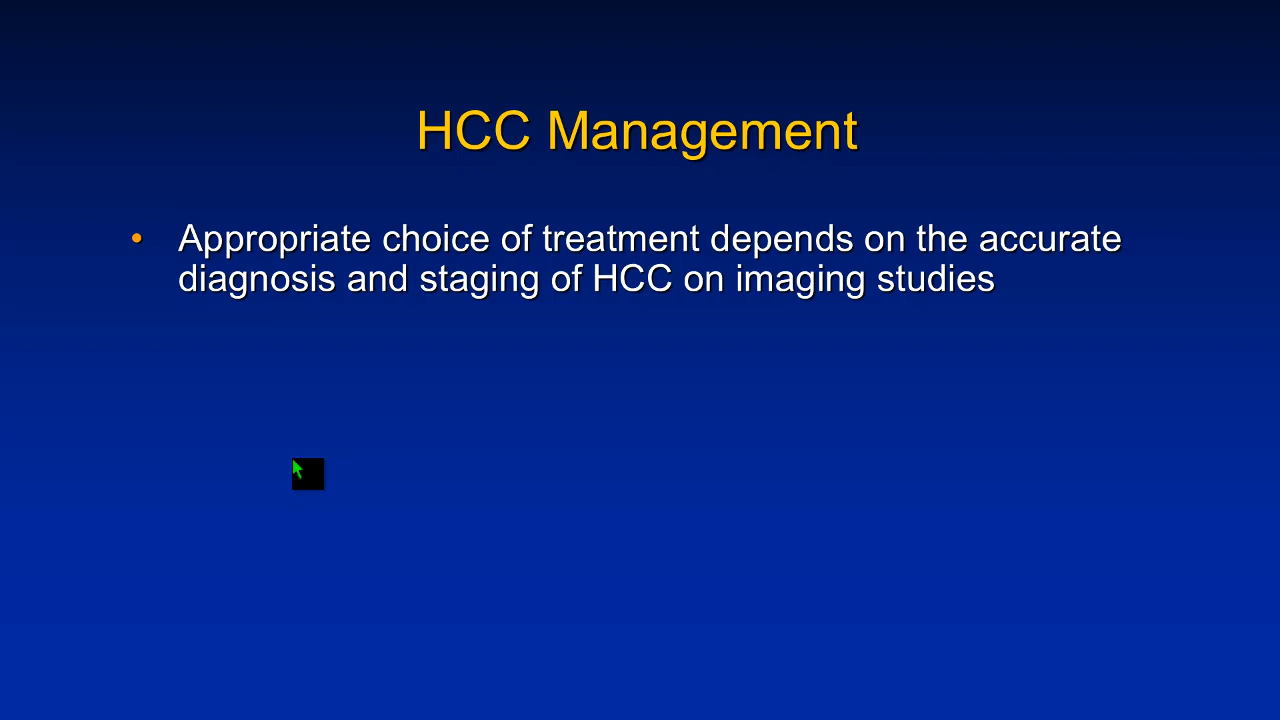 HCC Management
• Appropriate choice of treatment depends on the accurate
diagnosis and staging of HCC on imaging studies